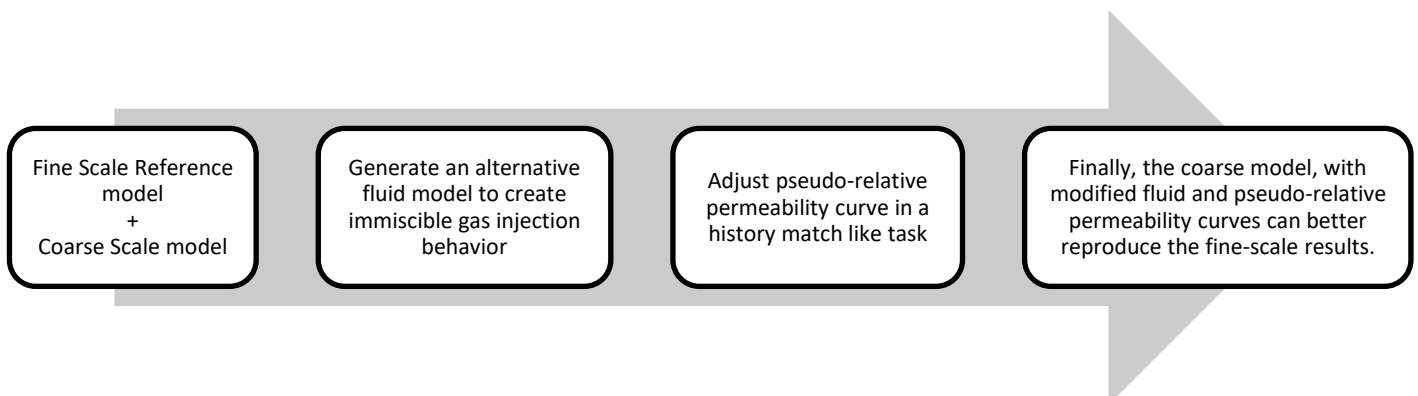 Fine Scale Reference
model
+
Coarse Scale model
Generate an alternative
fluid model to create
immiscible gas injection
behavior
Adjust pseudo-relative
permeability curve in a
history match like task
Finally, the coarse model, with
modified fluid and pseudo-relative
permeability curves can better
reproduce the fine-scale results.